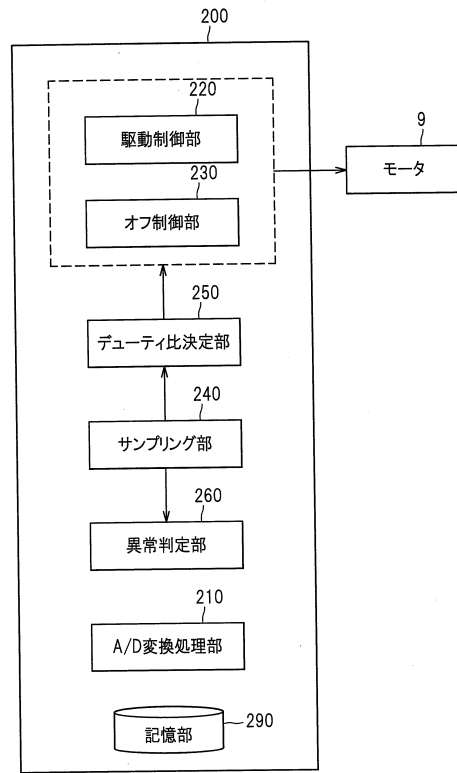 200
220
駆動制御部
9
モータ
230
オフ制御部
250
デューティ比決定部
240
サンプリング部
260
異常判定部
210
A/D変換処理部
記憶部
290